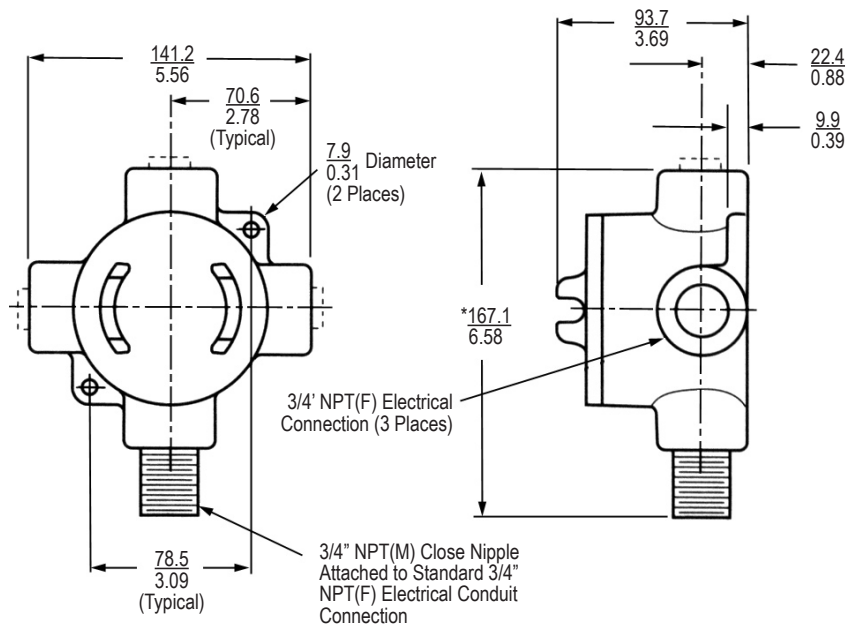 141.2
5.56
70.6
2.78
(Typical)
7.9
0.31
Diameter
(2 Places)
93.7
3.69
22.4
0.88
9.9
0.39
*167.1
6.58
3/4' NPT(F) Electrical
Connection (3 Places)
78.5
3.09
(Typical)
3/4" NPT(M) Close Nipple
Attached to Standard 3/4"
NPT(F) Electrical Conduit
Connection